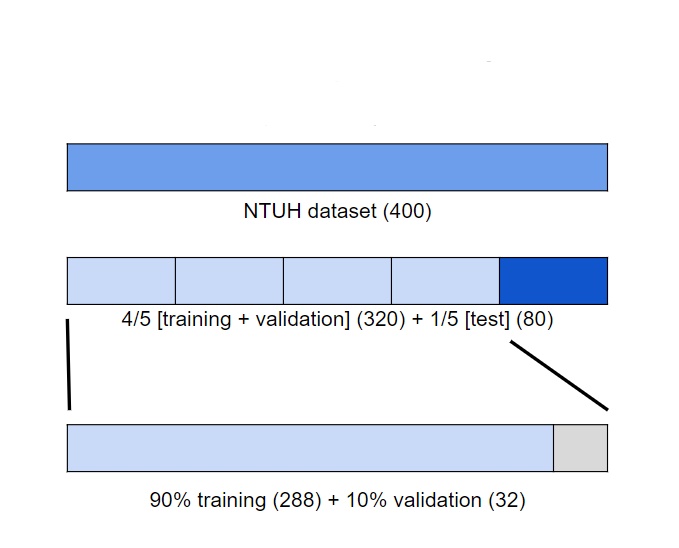 NTUH dataset (400)
4/5 [training + validation] (320) + 1/5 [test] (80)
90% training (288) + 10% validation (32)